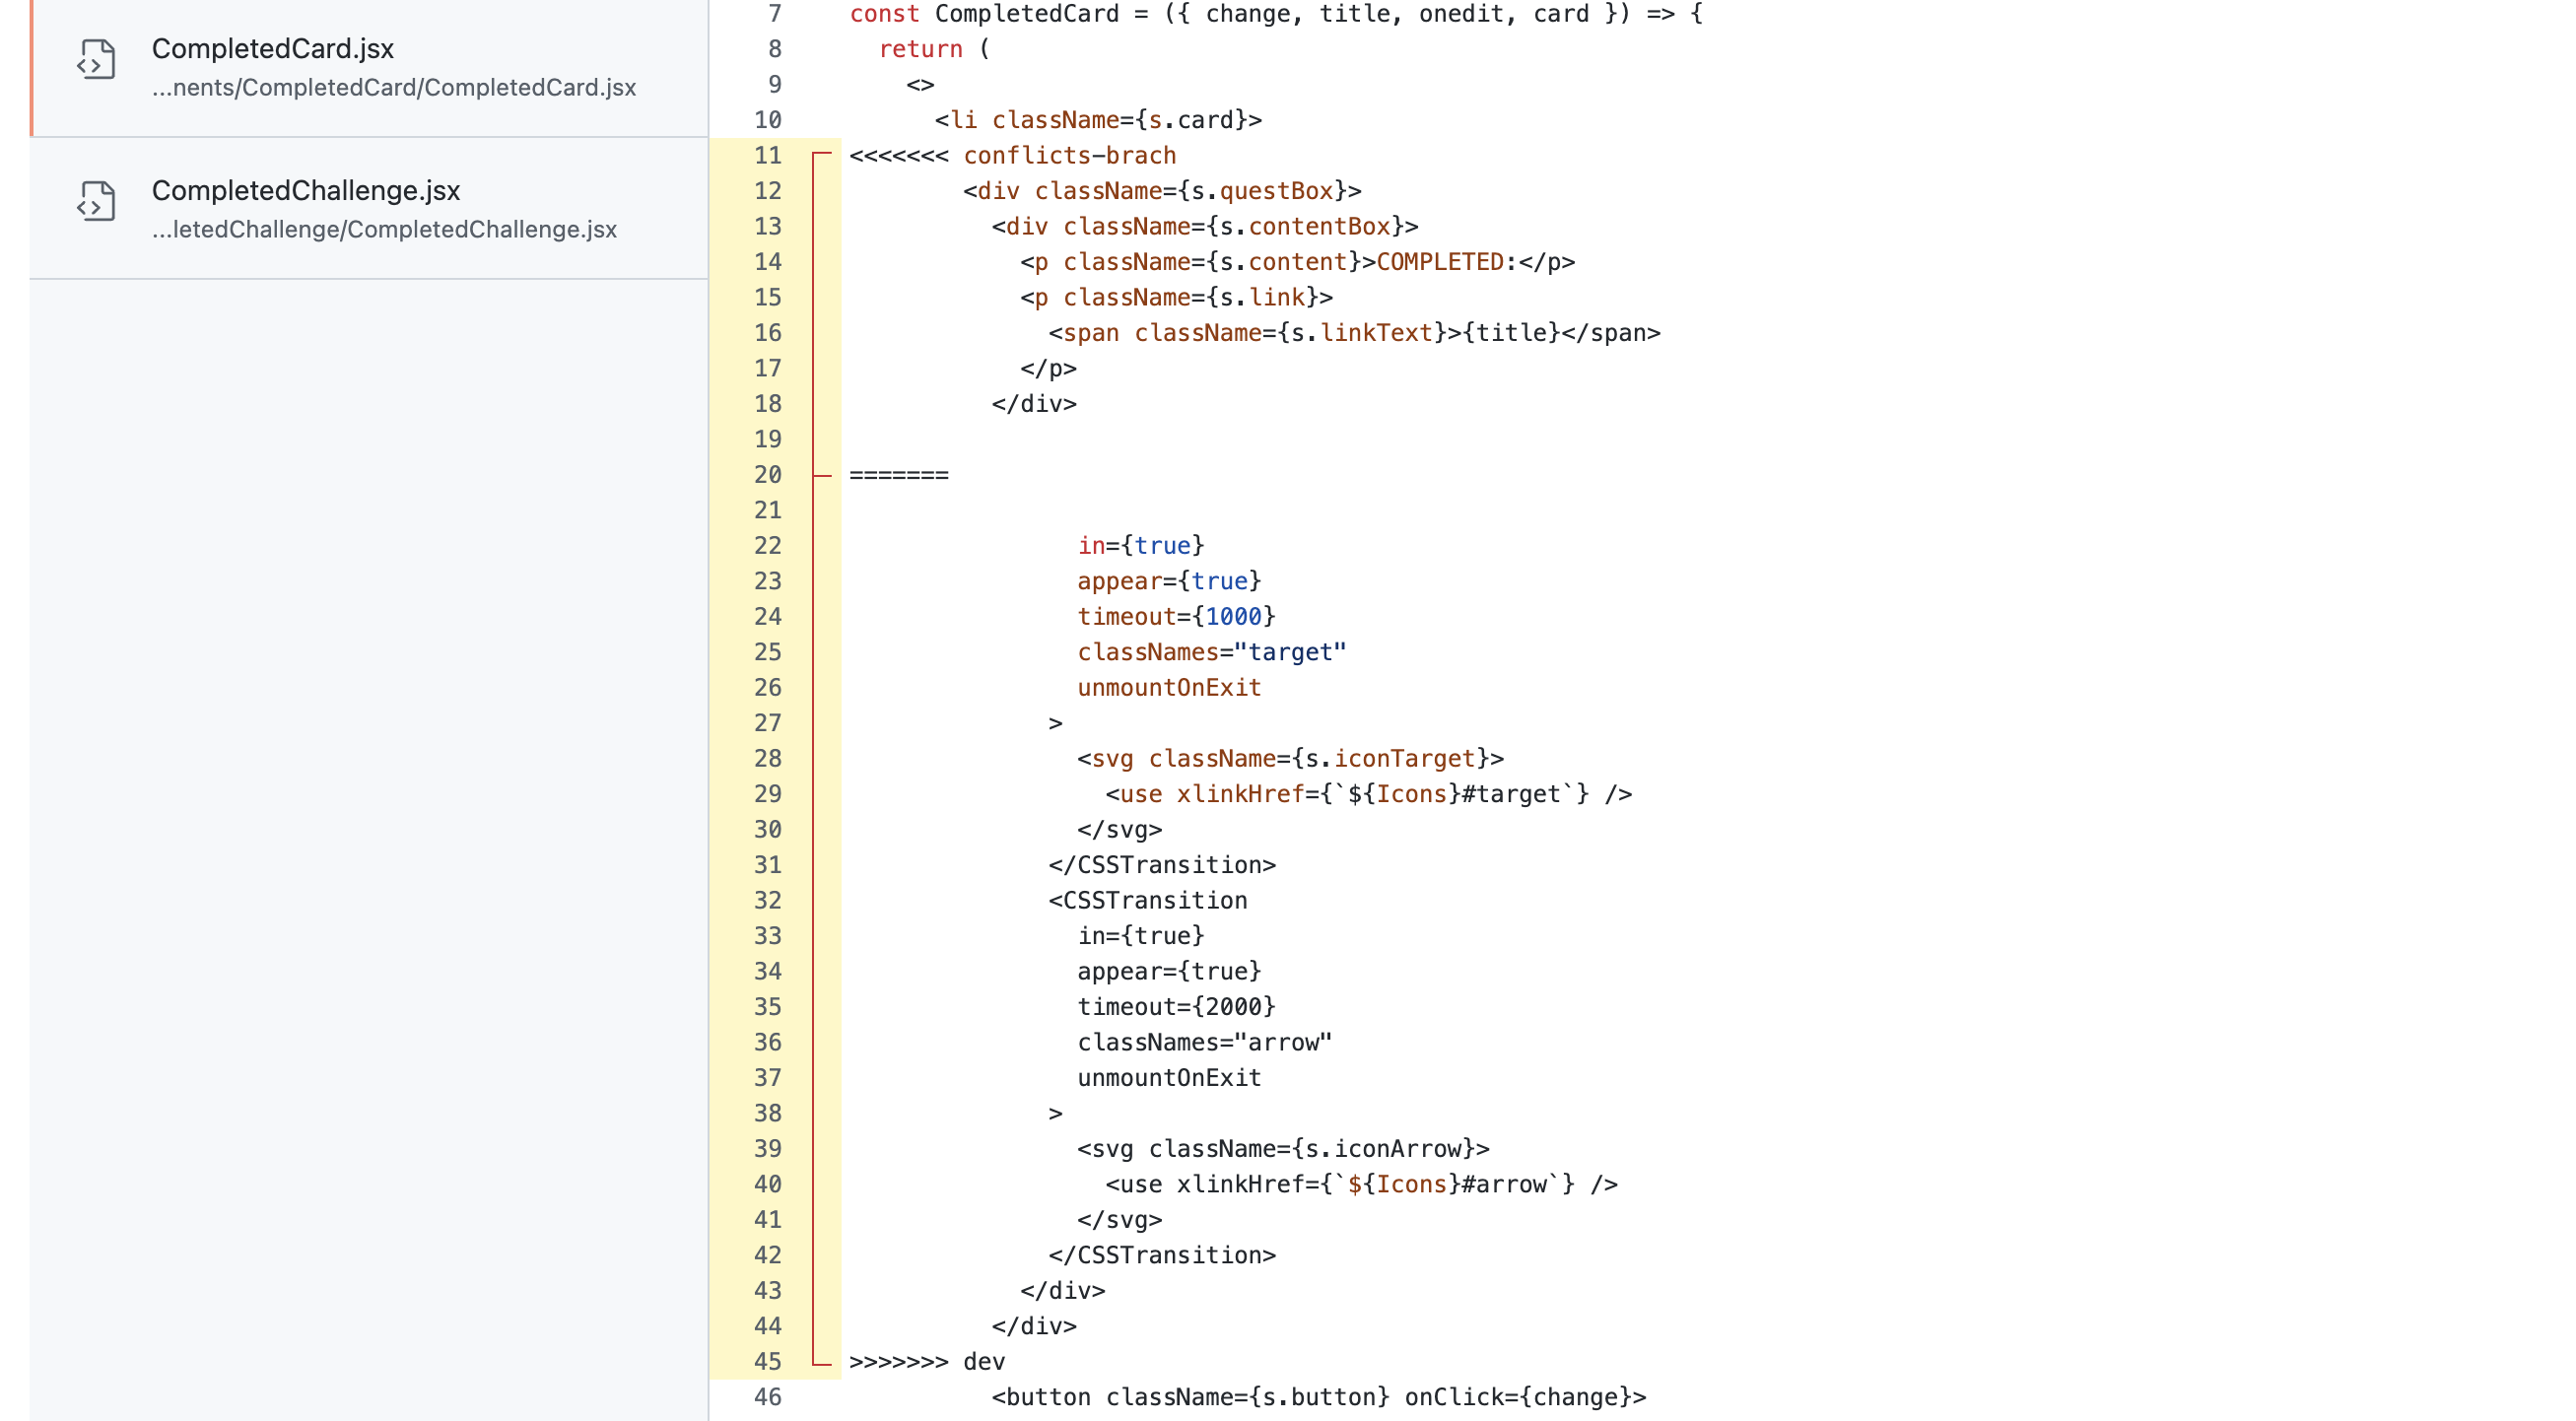 CompletedCard.jsx
...nents/CompletedCard/CompletedCard.jsx
CompletedChallenge.jsx
...letedChallenge/CompletedChallenge.jsx
7 const CompletedCard = ({ change, title, onedit, card }) => {
8 return (
9 <>
10 <li className={s.card}>
11 <<<<<<< conflicts-brach
12 <div className={s.questBox}>
13 <div className={s.contentBox}>
14 <p className={s.content}>COMPLETED:</p>
15 <p className={s.link}>
16 <span className={s.linkText}>{title}</span>
17 </p>
18 </div>
19
20 =======
21
22 in={true}
23 appear={true}
24 timeout={1000}
25 classNames="target"
26 unmountOnExit
27 >
28 <svg className={s.iconTarget}>
29 <use xlinkHref={`${Icons}#target`} />
30 </svg>
31 </CSSTransition>
32 <CSSTransition
33 in={true}
34 appear={true}
35 timeout={2000}
36 classNames="arrow"
37 unmountOnExit
38 >
39 <svg className={s.iconArrow}>
40 <use xlinkHref={`${Icons}#arrow`} />
41 </svg>
42 </CSSTransition>
43 </div>
44 </div>
45 >>>>>>> dev
46 <button className={s.button} onClick={change}>